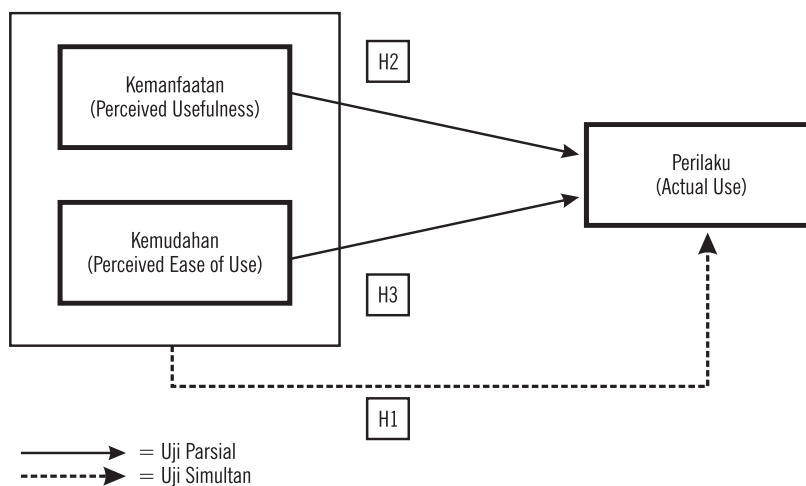 H2
Kemanfaatan
(Perceived Usefulness)
Perilaku
(Actual Use)
Kemudahan
(Perceived Ease of Use)
H3
H1
= Uji Parsial
= Uji Simultan